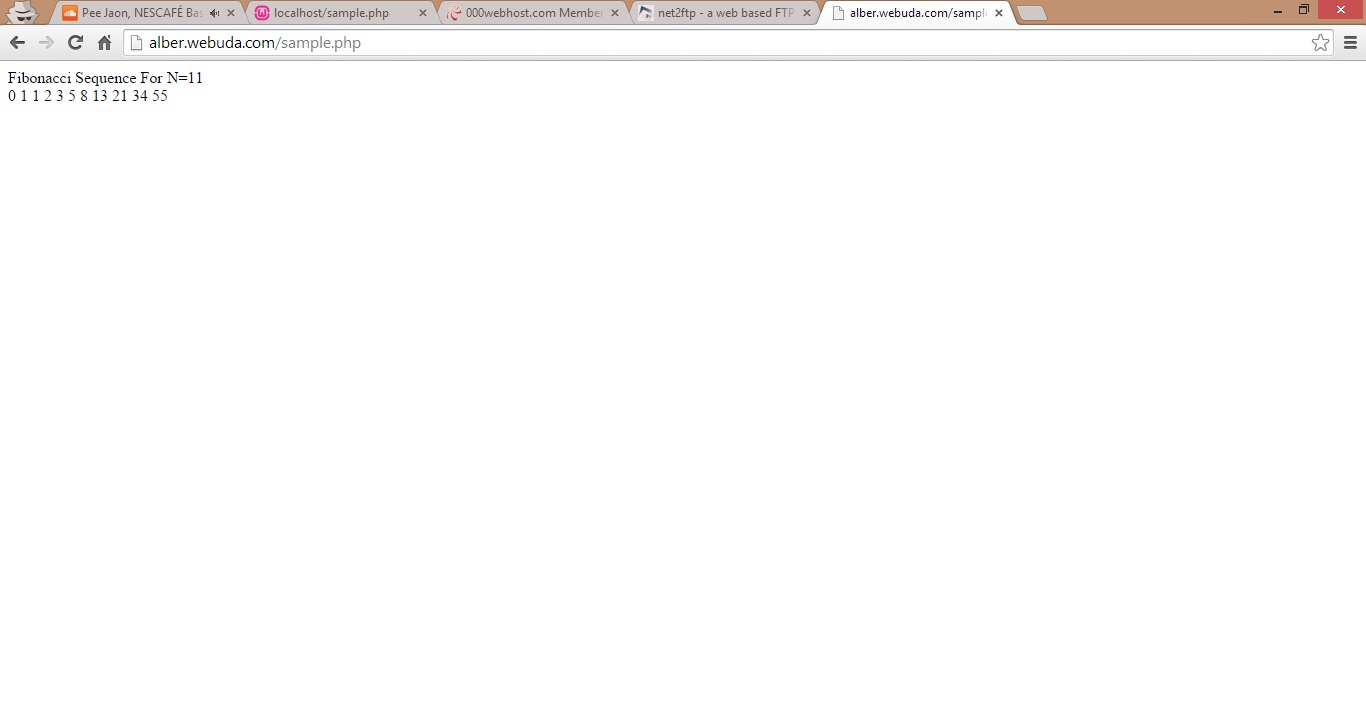 Pee Jaon, NESCAFÉ Bas
localhost/sample.php
000webhost.com Member
net2ftp - a web based FTP
alber.webuda.com/sampl
alber.webuda.com/sample.php
Fibonacci Sequence For N=11
0 1 1 2 3 5 8 13 21 34 55